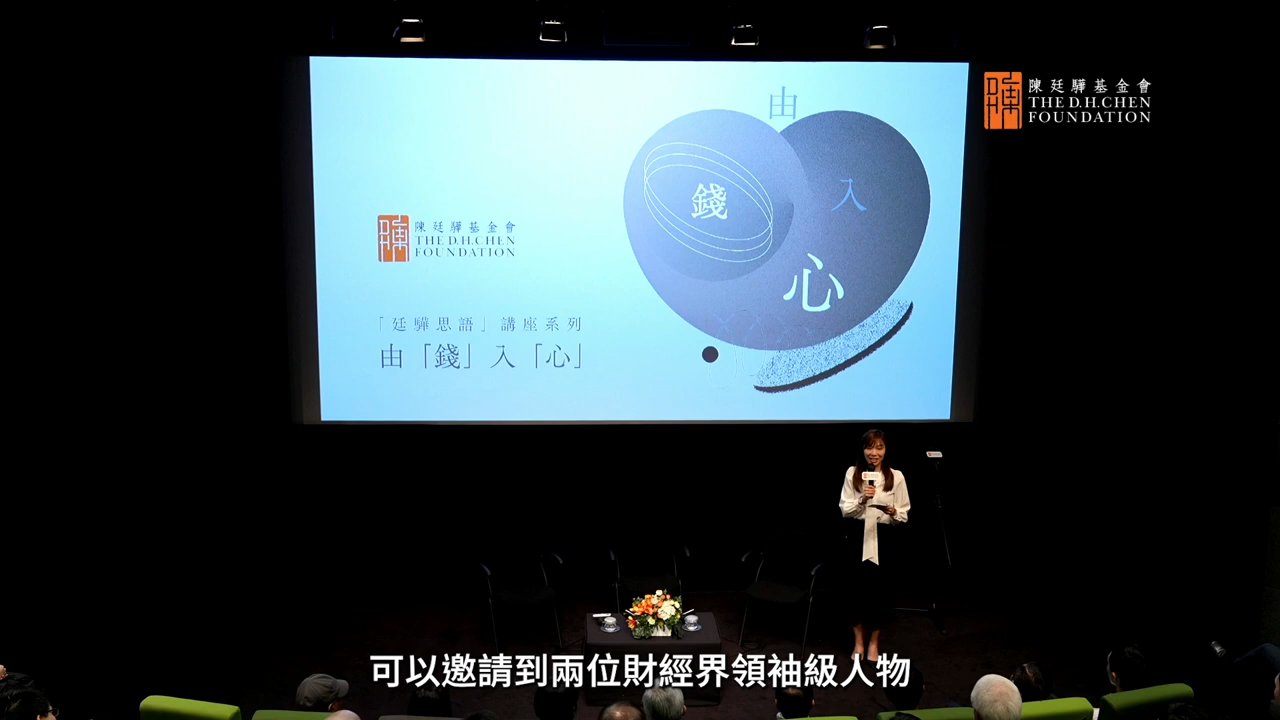 陳廷驊基金會
THE D.H.CHEN
FOUNDATION
由
錢
入
心
陳廷驊基金會
THE D.H.CHEN
FOUNDATION
「廷驊思語」講座系列
由「錢」入「心」
可以邀請到兩位財經界領袖級人物